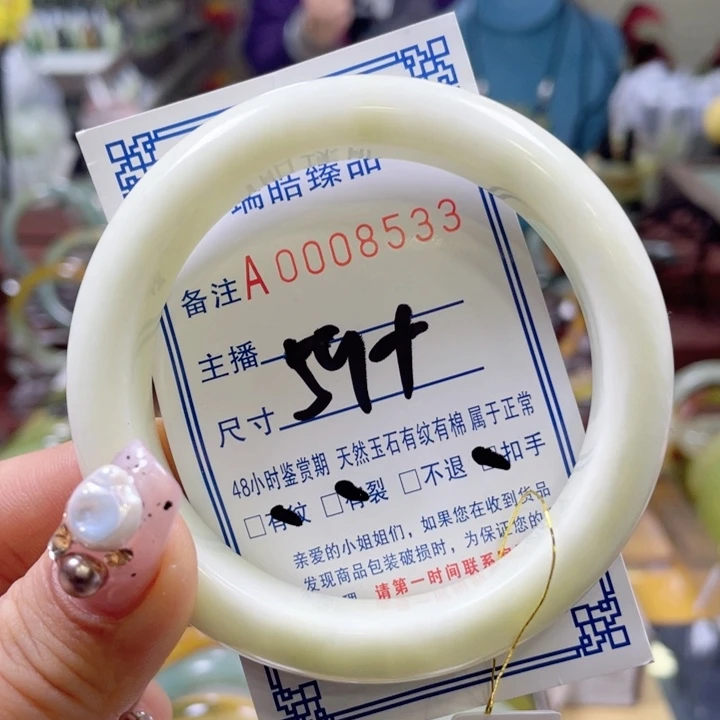 瑞皓臻品
备注A0008533
主播
尺寸 59+
48小时鉴赏期 天然玉石有纹有棉 属于正常
□有纹 □有裂 □不退 □扣手
亲爱的小姐姐们，如果您在收到货品
发现商品包装破损时，为保证您的
理，请第一时间联系